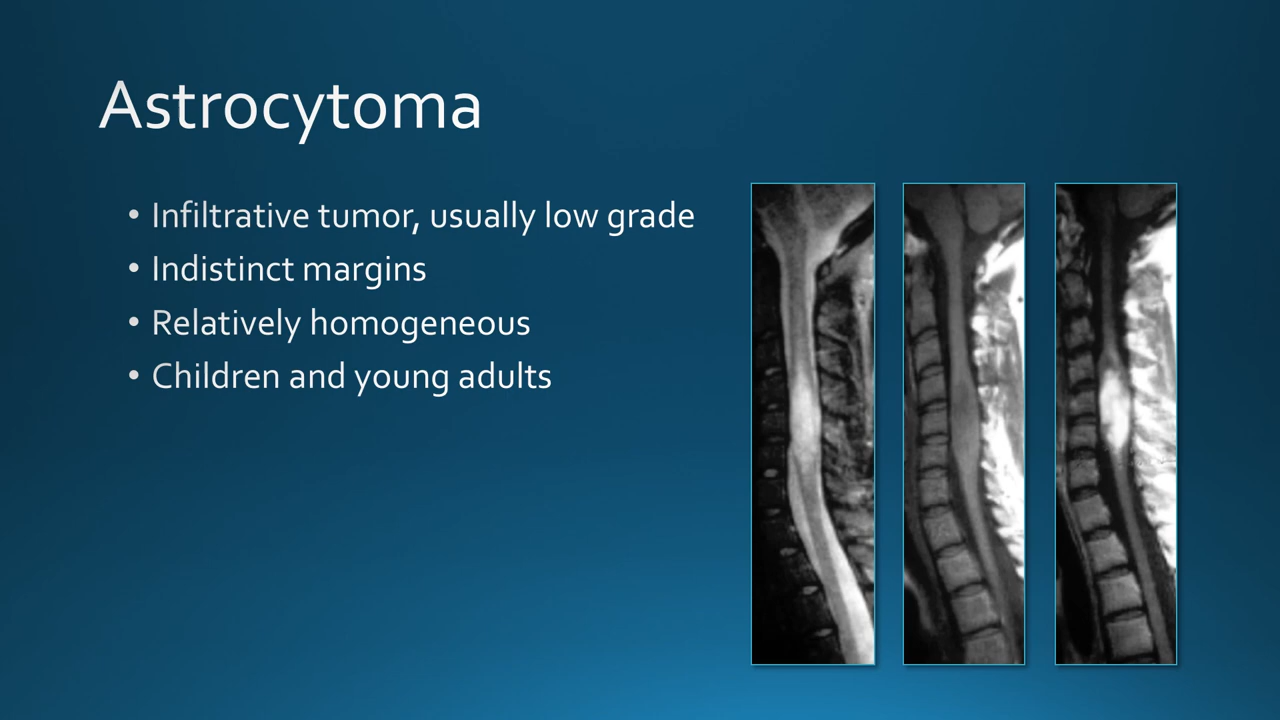 Astrocytoma
• Infiltrative tumor, usually low grade
• Indistinct margins
• Relatively homogeneous
• Children and young adults